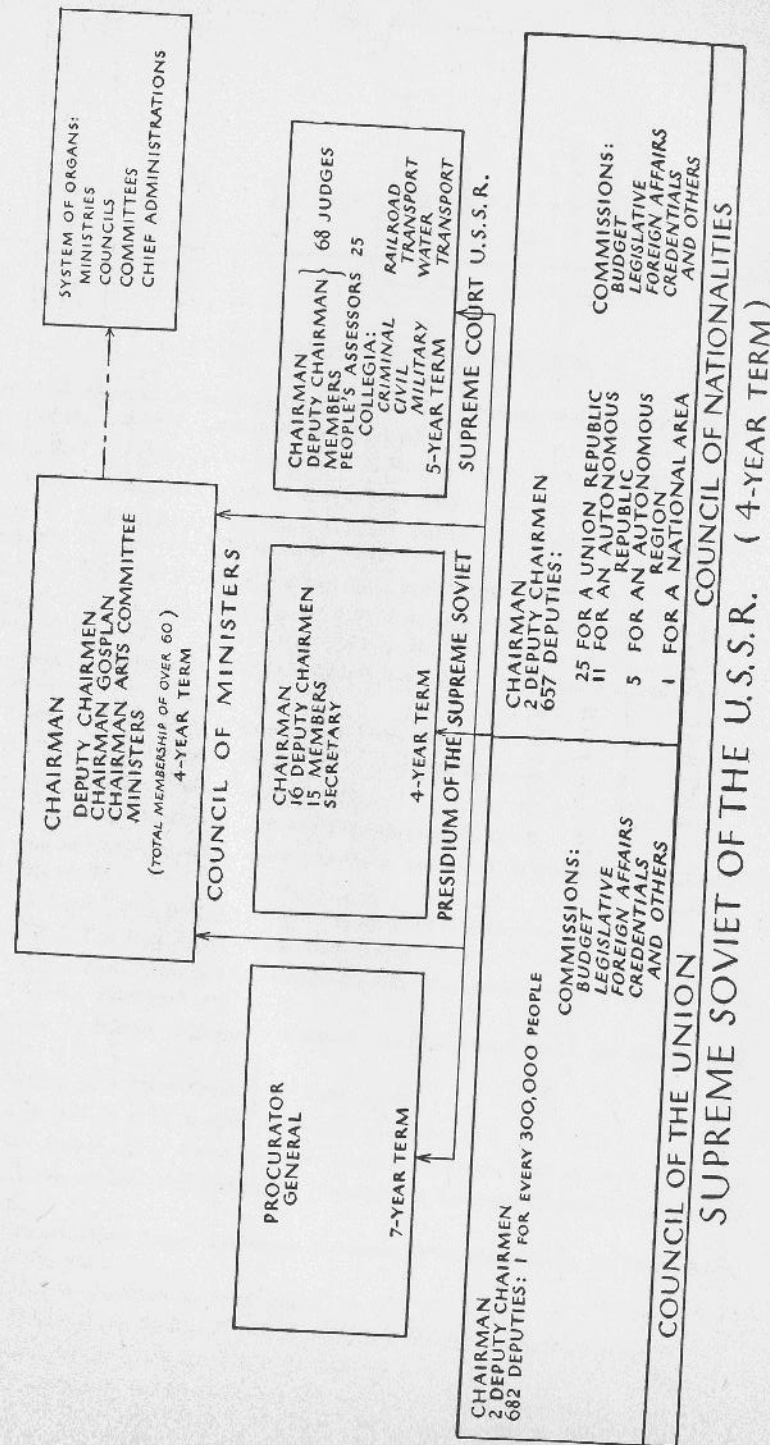 SYSTEM OF ORGANS:
MINISTRIES
COUNCILS
COMMITTEES
CHIEF ADMINISTRATIONS
CHAIRMAN
DEPUTY CHAIRMEN
CHAIRMAN GOSPLAN
CHAIRMAN ARTS COMMITTEE
MINISTERS
(TOTAL MEMBERSHIP OF OVER 60)
4-YEAR TERM
COUNCIL OF MINISTERS
PROCURATOR
GENERAL
7-YEAR TERM
CHAIRMAN
16 DEPUTY CHAIRMEN
15 MEMBERS
SECRETARY
4-YEAR TERM
PRESIDIUM OF THE SUPREME SOVIET
CHAIRMAN
DEPUTY CHAIRMAN } 68 JUDGES
MEMBERS
PEOPLE'S ASSESSORS 25
COLLEGIA:
CRIMINAL RAILROAD
CIVIL TRANSPORT
MILITARY WATER
5-YEAR TERM TRANSPORT
SUPREME COURT U.S.S.R.
CHAIRMAN
2 DEPUTY CHAIRMEN
682 DEPUTIES: 1 FOR EVERY 300,000 PEOPLE
COMMISSIONS:
BUDGET
LEGISLATIVE
FOREIGN AFFAIRS
CREDENTIALS
AND OTHERS
COUNCIL OF THE UNION
CHAIRMAN
2 DEPUTY CHAIRMEN
657 DEPUTIES:
25 FOR A UNION REPUBLIC
11 FOR AN AUTONOMOUS
REPUBLIC
5 FOR AN AUTONOMOUS
REGION
1 FOR A NATIONAL AREA
COMMISSIONS:
BUDGET
LEGISLATIVE
FOREIGN AFFAIRS
CREDENTIALS
AND OTHERS
COUNCIL OF NATIONALITIES
SUPREME SOVIET OF THE U.S.S.R. (4-YEAR TERM)